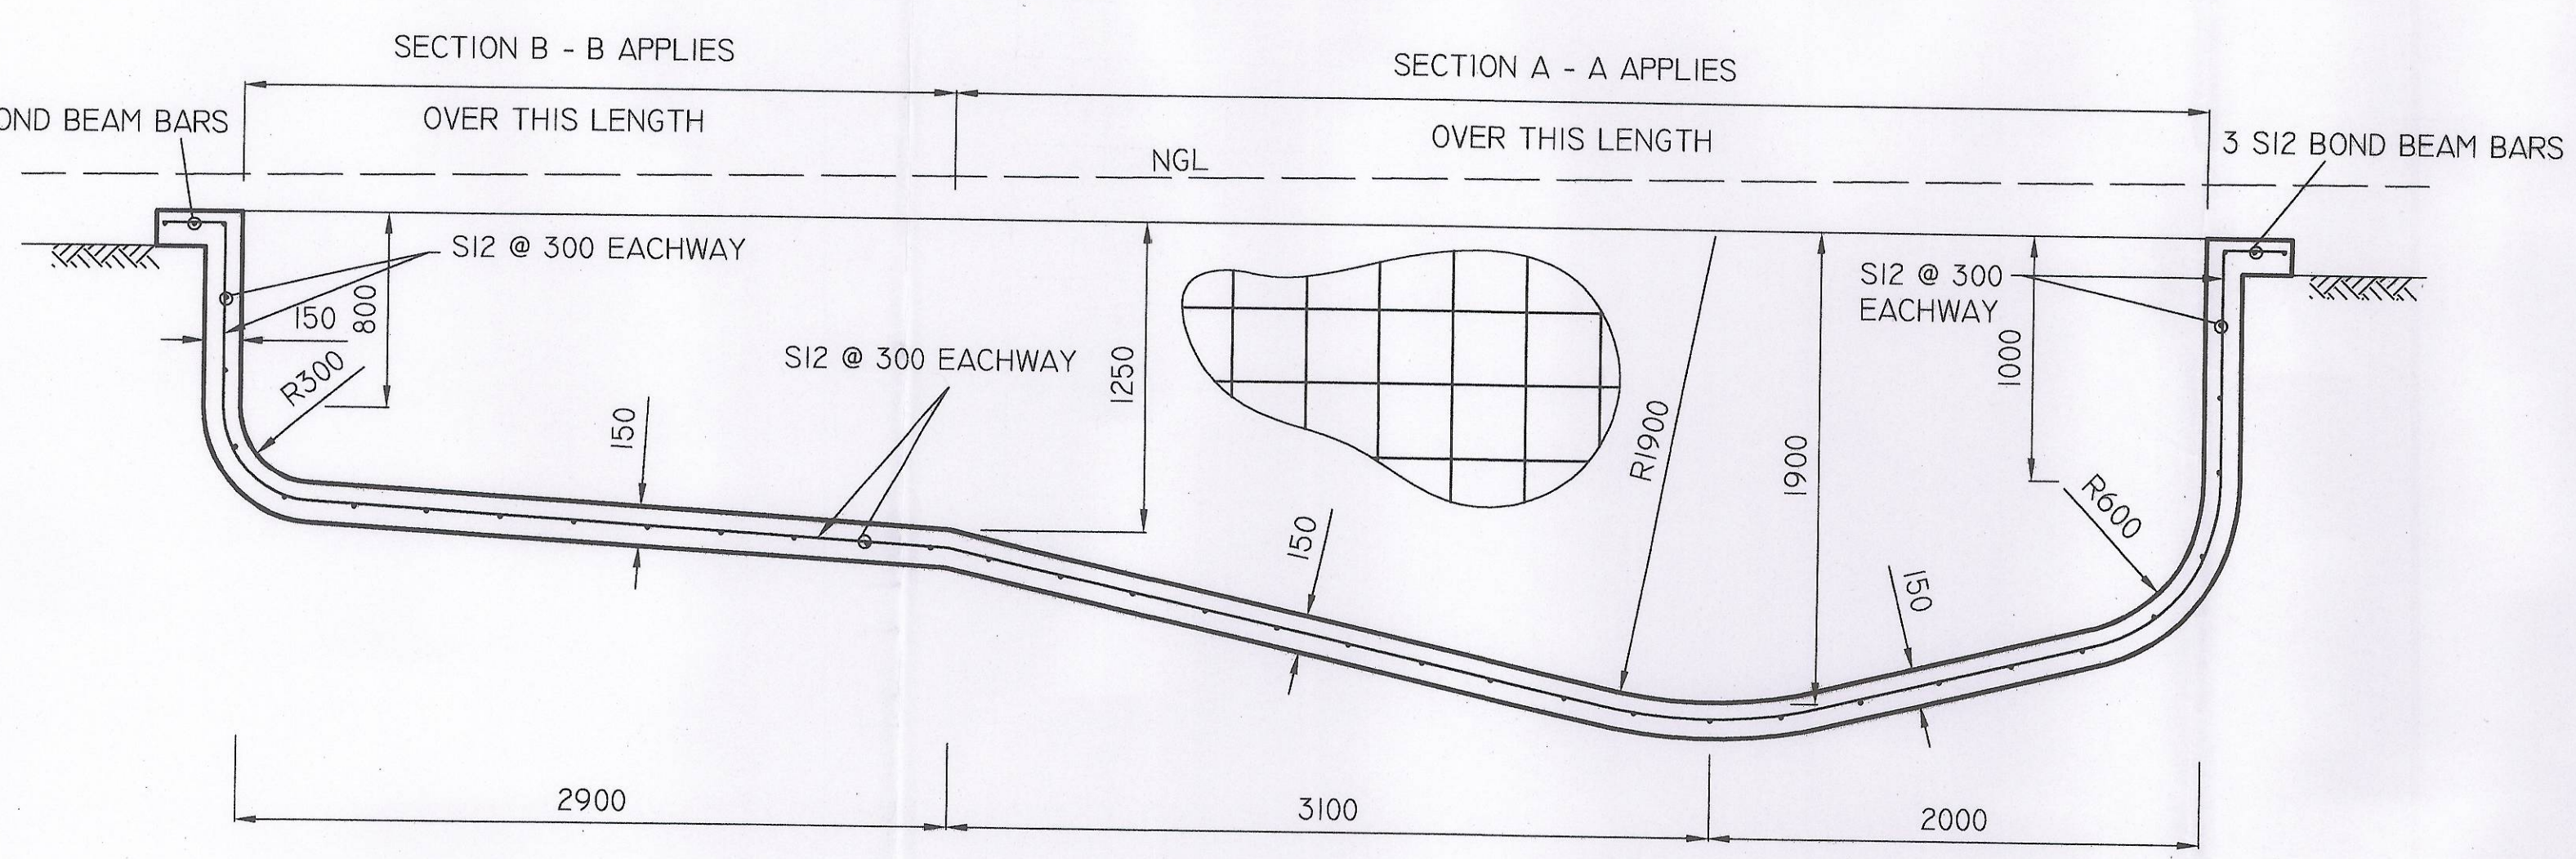 SECTION B - B APPLIES
OVER THIS LENGTH
SECTION A - A APPLIES
OVER THIS LENGTH
NGL
OND BEAM BARS
3 S12 BOND BEAM BARS
S12 @ 300 EACHWAY
150
800
R300
150
S12 @ 300 EACHWAY
1250
150
R1900
1900
S12 @ 300
EACHWAY
1000
R600
150
2900
3100
2000